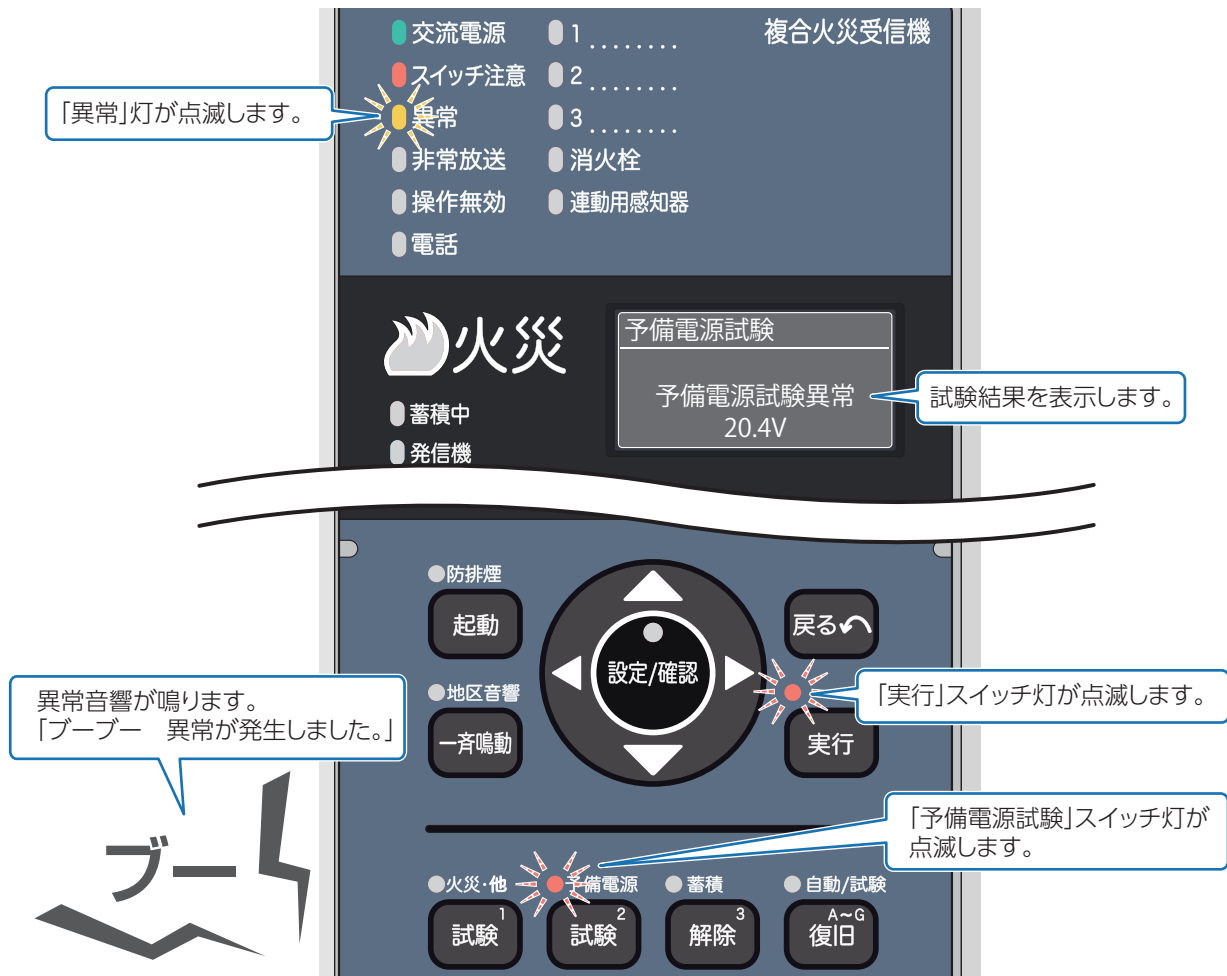 交流電源
スイッチ注意
異常
非常放送
操作無効
電話
1 ........
2 ........
3 ........
消火栓
連動用感知器
複合火災受信機
「異常」灯が点滅します。
火災
蓄積中
発信機
予備電源試験
予備電源試験異常
20.4V
試験結果を表示します。
防排煙
起動
設定/確認
戻る
地区音響
一斉鳴動
実行
「実行」スイッチ灯が点滅します。
異常音響が鳴ります。
「ブーブー　異常が発生しました。」
ブー
「予備電源試験」スイッチ灯が
点滅します。
火災・他
試験 1
予備電源
試験 2
蓄積
解除 3
自動/試験
復旧 A~G